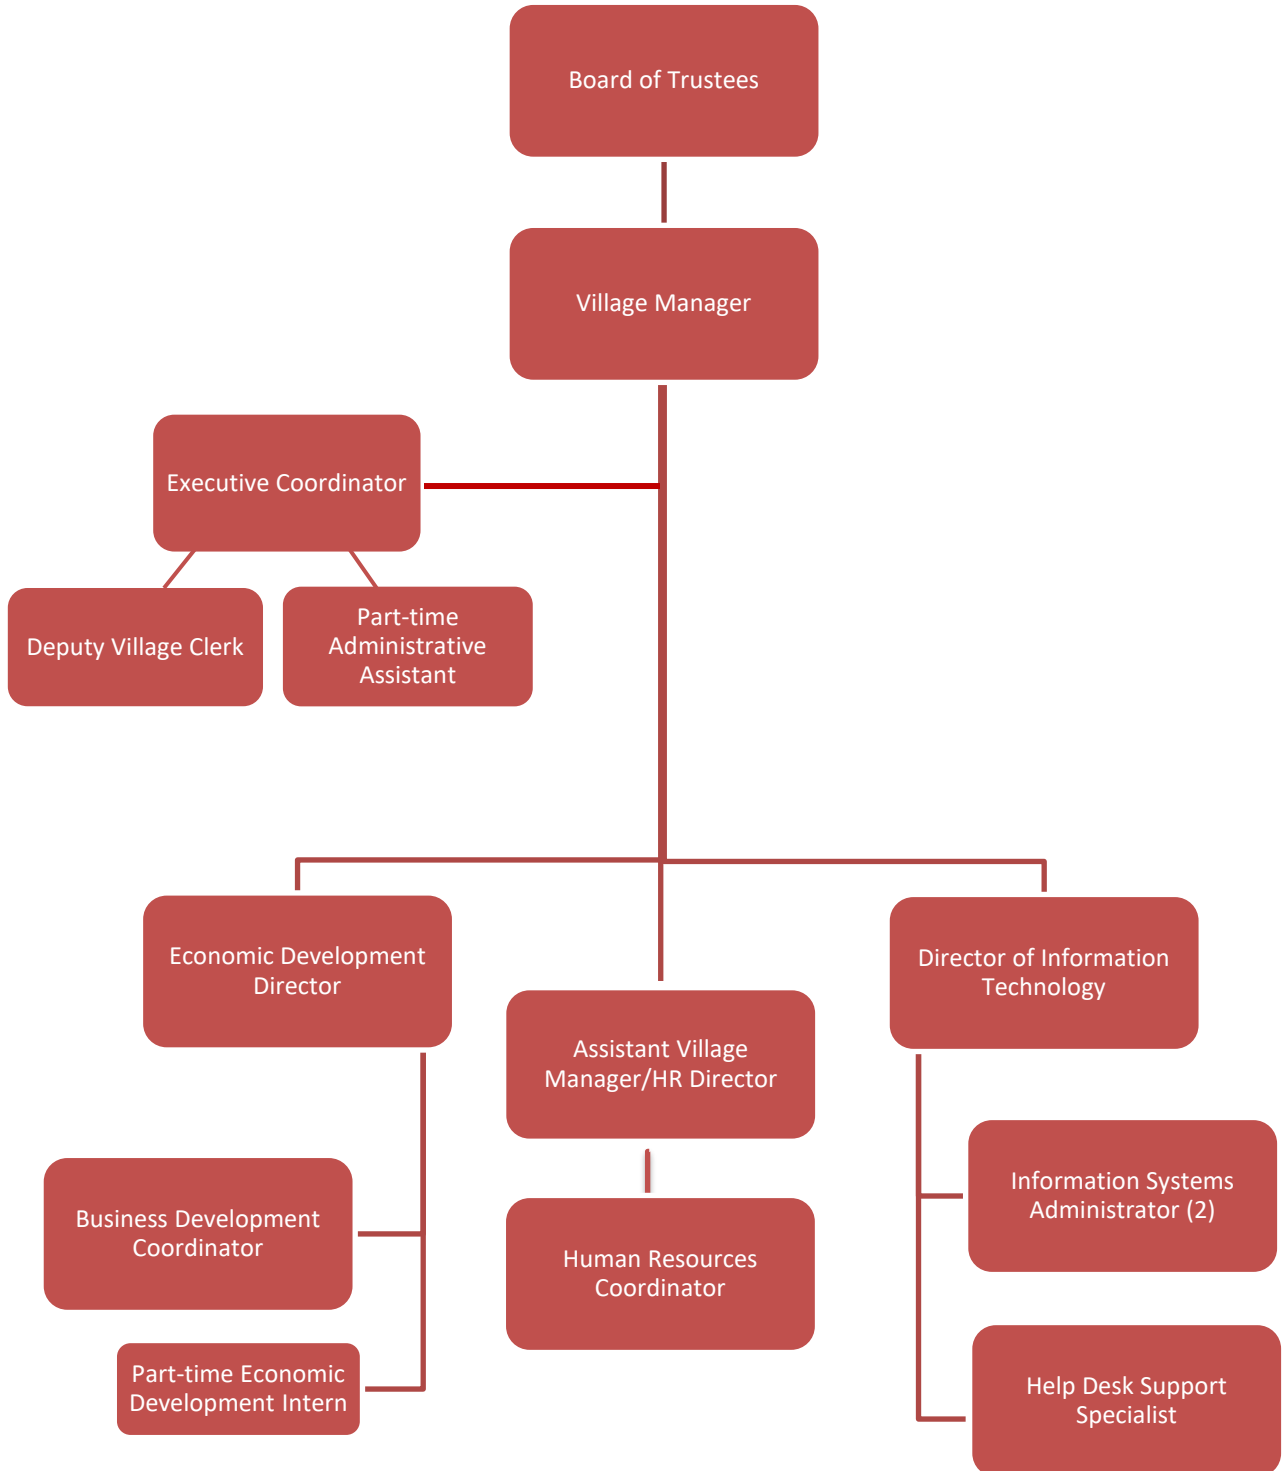 Board of Trustees
Village Manager
Executive Coordinator
Deputy Village Clerk
Part-time
Administrative
Assistant
Economic Development
Director
Director of Information
Technology
Assistant Village
Manager/HR Director
Business Development
Coordinator
Human Resources
Coordinator
Information Systems
Administrator (2)
Part-time Economic
Development Intern
Help Desk Support
Specialist